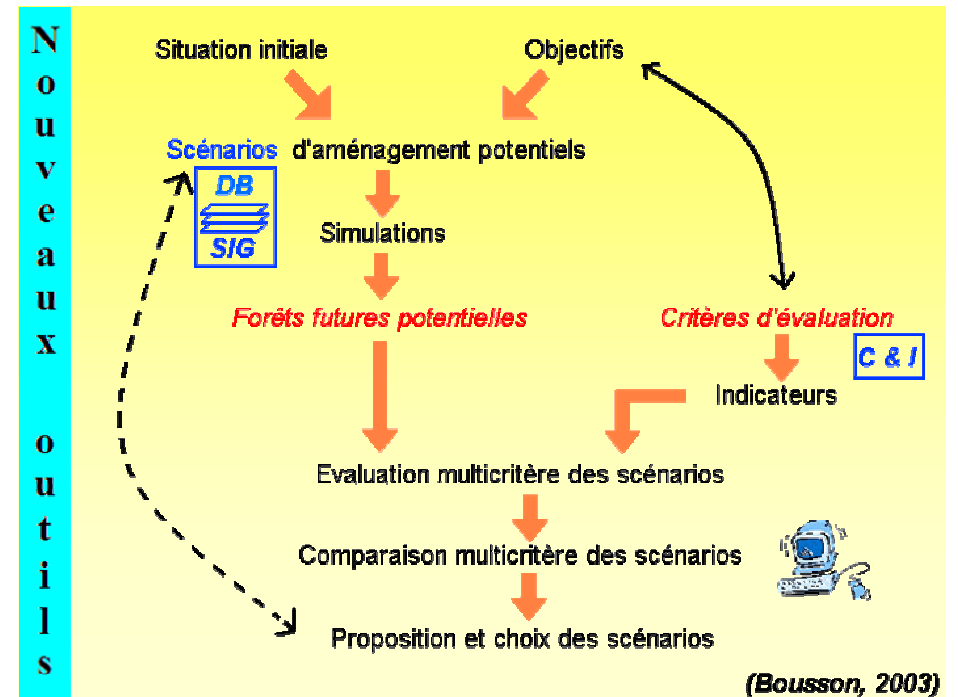 Nouveaux outils
Situation initiale
Objectifs
Scénarios d'aménagement potentiels
DB
SIG
Simulations
Forêts futures potentielles
Critères d'évaluation
C & I
Indicateurs
Evaluation multicritère des scénarios
Comparaison multicritère des scénarios
Proposition et choix des scénarios
(Bousson, 2003)